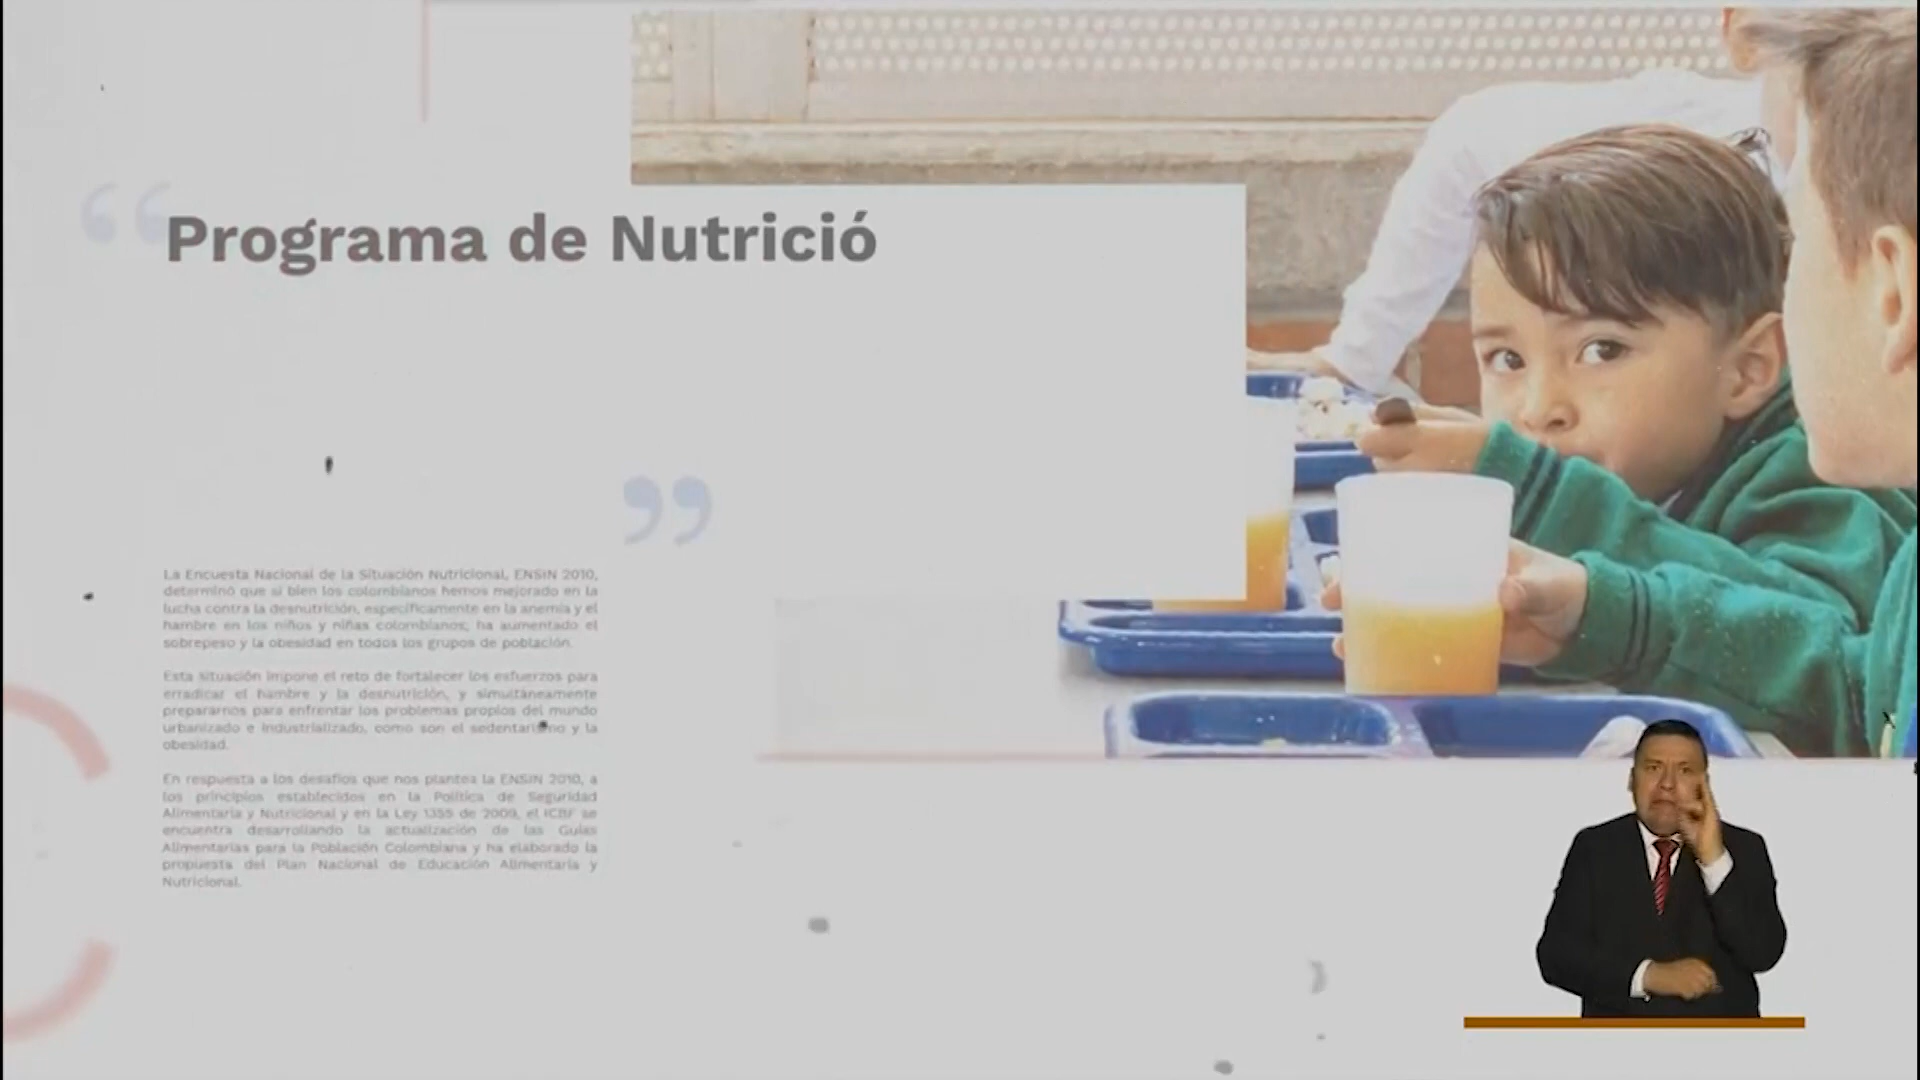 “Programa de Nutrició
”
La Encuesta Nacional de la Situación Nutricional, ENSIN 2010,
determinó que si bien los colombianos hemos mejorado en la
lucha contra la desnutrición, específicamente en la anemia y el
hambre en los niños y niñas colombianos; ha aumentado el
sobrepeso y la obesidad en todos los grupos de población.
Esta situación impone el reto de fortalecer los esfuerzos para
erradicar el hambre y la desnutrición, y simultáneamente
prepararnos para enfrentar los problemas propios del mundo
urbanizado e industrializado, como son el sedentarismo y la
obesidad.
En respuesta a los desafíos que nos plantea la ENSIN 2010, a
los principios establecidos en la Política de Seguridad
Alimentaria y Nutricional y en la Ley 1355 de 2009, el ICBF se
encuentra desarrollando la actualización de las Guías
Alimentarias para la Población Colombiana y ha elaborado la
propuesta del Plan Nacional de Educación Alimentaria y
Nutricional.